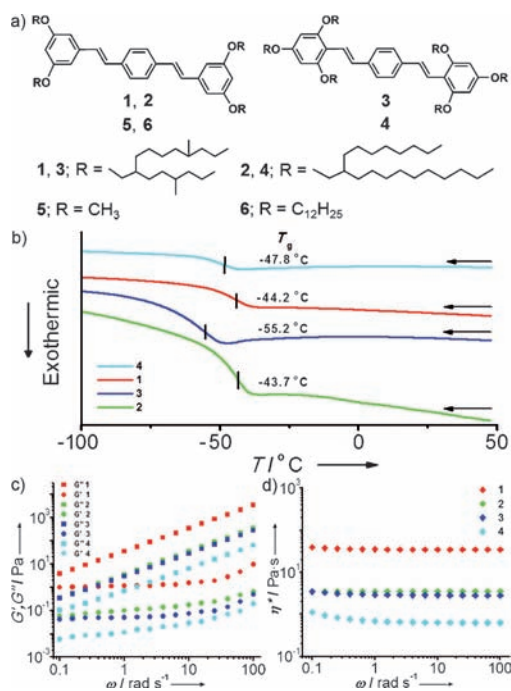 a)
OR OR
RO OR
RO OR
OR RO
OR RO OR
1, 2 3
5, 6 4
1, 3; R = 2, 4; R =
5; R = CH3 6; R = C12H25
b)
Tg
-47.8 °C
-44.2 °C
-55.2 °C
-43.7 °C
Exothermic
4
1
3
2
-100 -50 0 50
T / °C
c)
G'' 1
G' 1
G'' 2
G' 2
G'' 3
G' 3
G'' 4
G' 4
G', G'' / Pa
10^3
10^1
10^-1
10^-3
0.1 1 10 100
ω / rad s^-1
d)
1
2
3
4
η* / Pa·s
10^3
10^1
10^-1
0.1 1 10 100
ω / rad s^-1